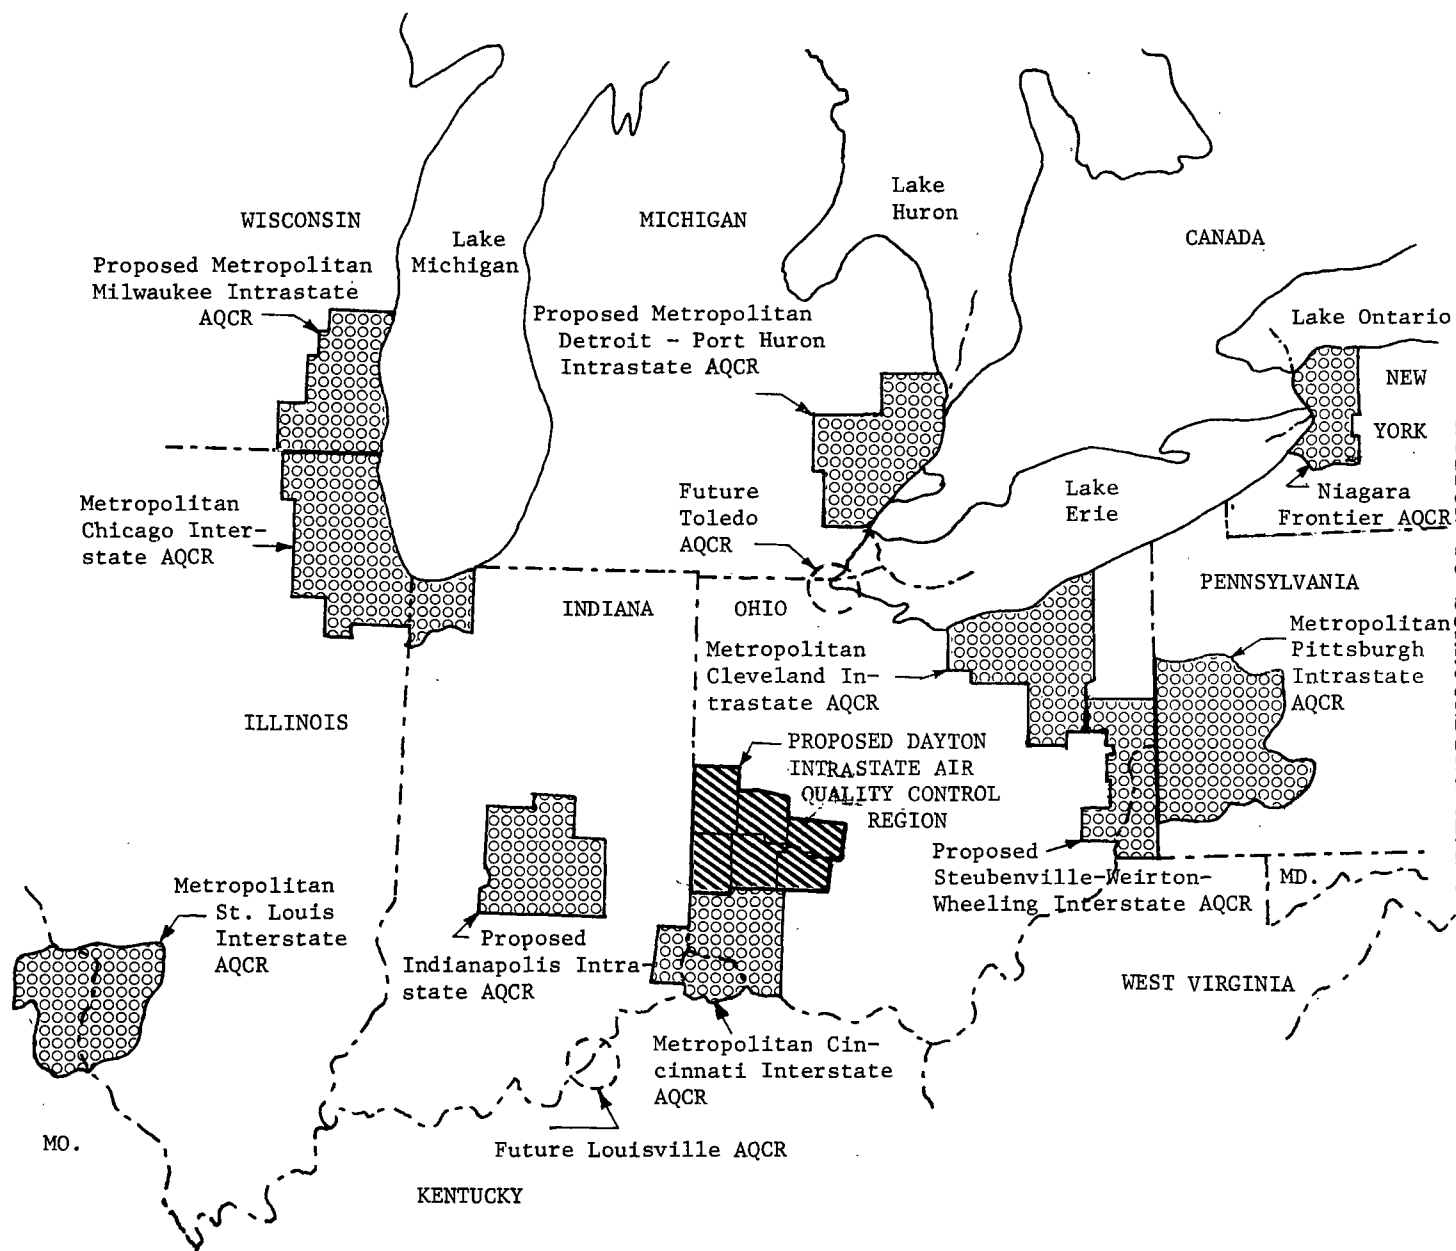 WISCONSIN
Lake
Michigan
MICHIGAN
Lake
Huron
CANADA
Proposed Metropolitan
Milwaukee Intrastate
AQCR
Proposed Metropolitan
Detroit - Port Huron
Intrastate AQCR
Lake Ontario
NEW
YORK
Metropolitan
Chicago Inter-
state AQCR
Future
Toledo
AQCR
Lake
Erie
Niagara
Frontier AQCR
INDIANA
OHIO
PENNSYLVANIA
Metropolitan
Cleveland In-
trastate AQCR
Metropolitan
Pittsburgh
Intrastate
AQCR
ILLINOIS
PROPOSED DAYTON
INTRASTATE AIR
QUALITY CONTROL
REGION
Proposed
Steubenville-Weirton-
Wheeling Interstate AQCR
MD.
Metropolitan
St. Louis
Interstate
AQCR
Proposed
Indianapolis Intra-
state AQCR
WEST VIRGINIA
Metropolitan Cin-
cinnati Interstate
AQCR
MO.
Future Louisville AQCR
KENTUCKY